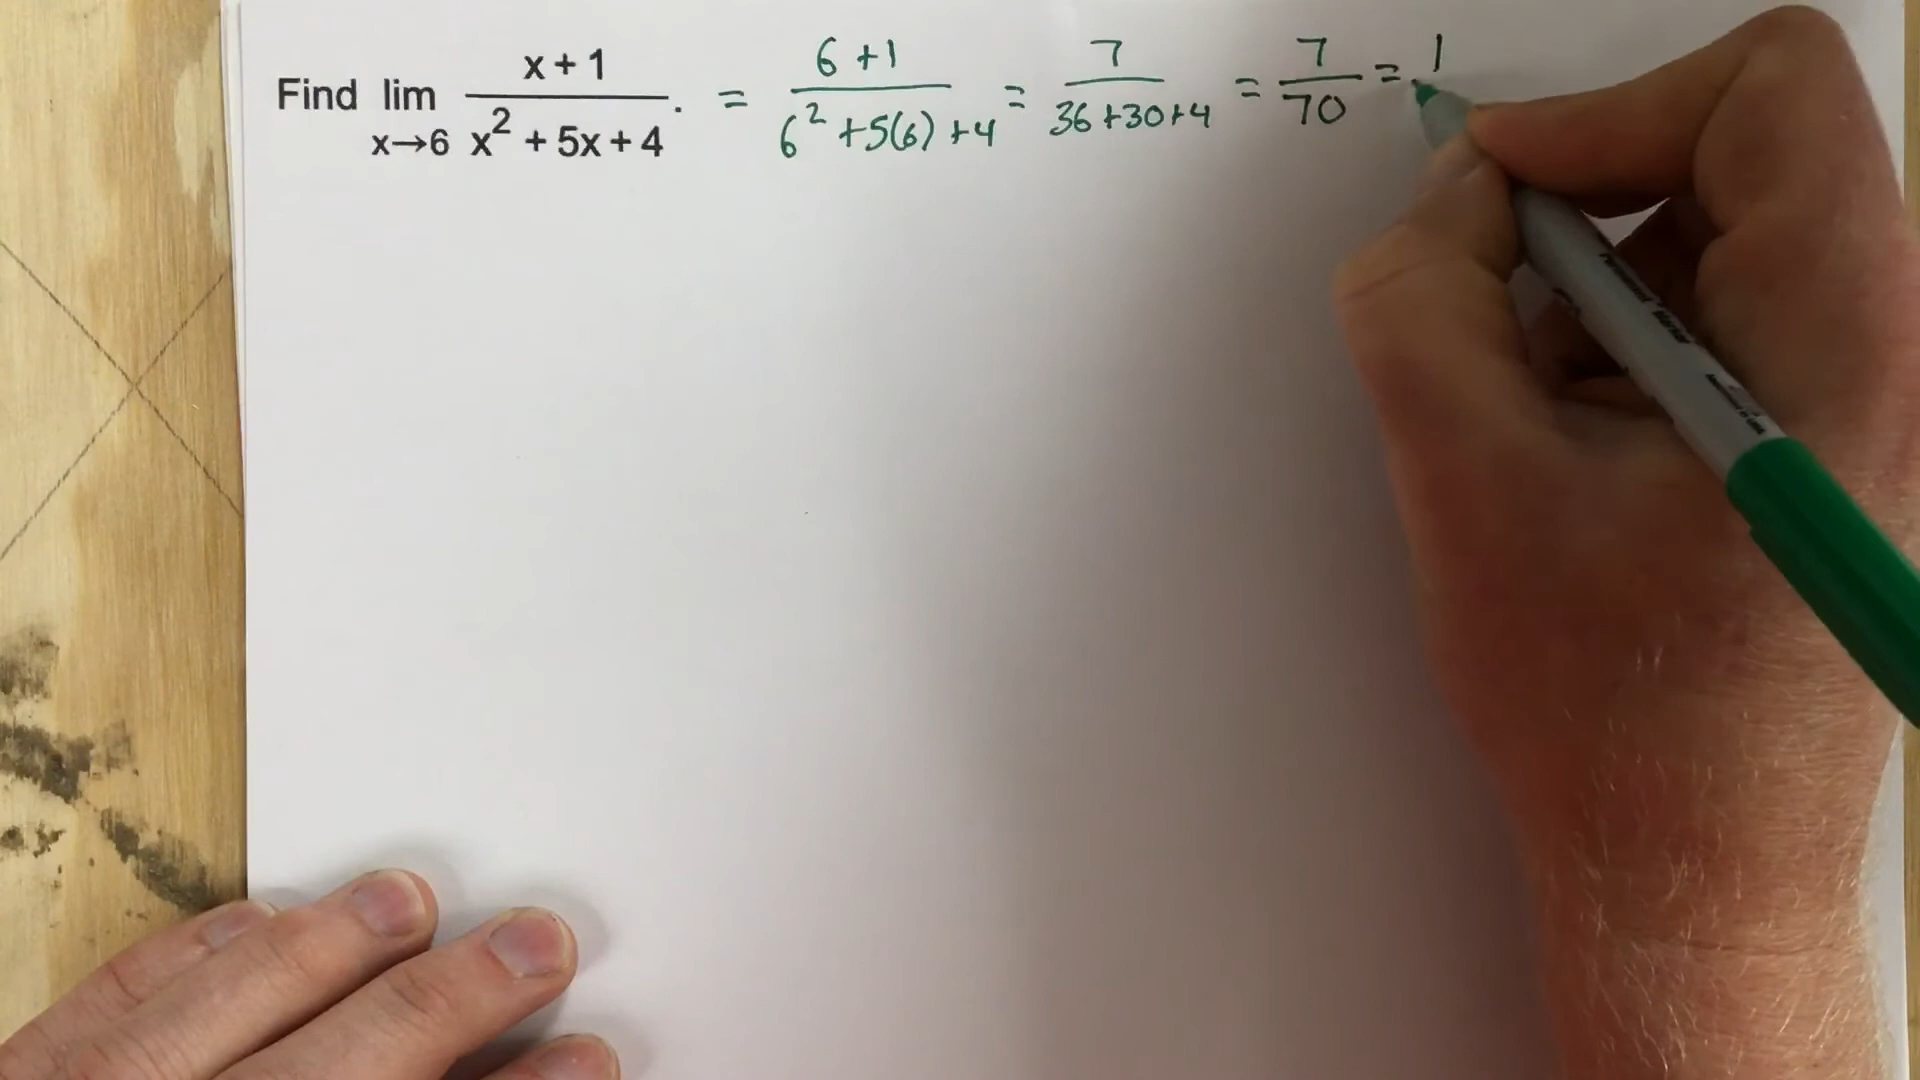 Find lim x→6 (x + 1)/(x² + 5x + 4). = (6 + 1)/(6² + 5(6) + 4) = 7/(36 + 30 + 4) = 7/70 = 1